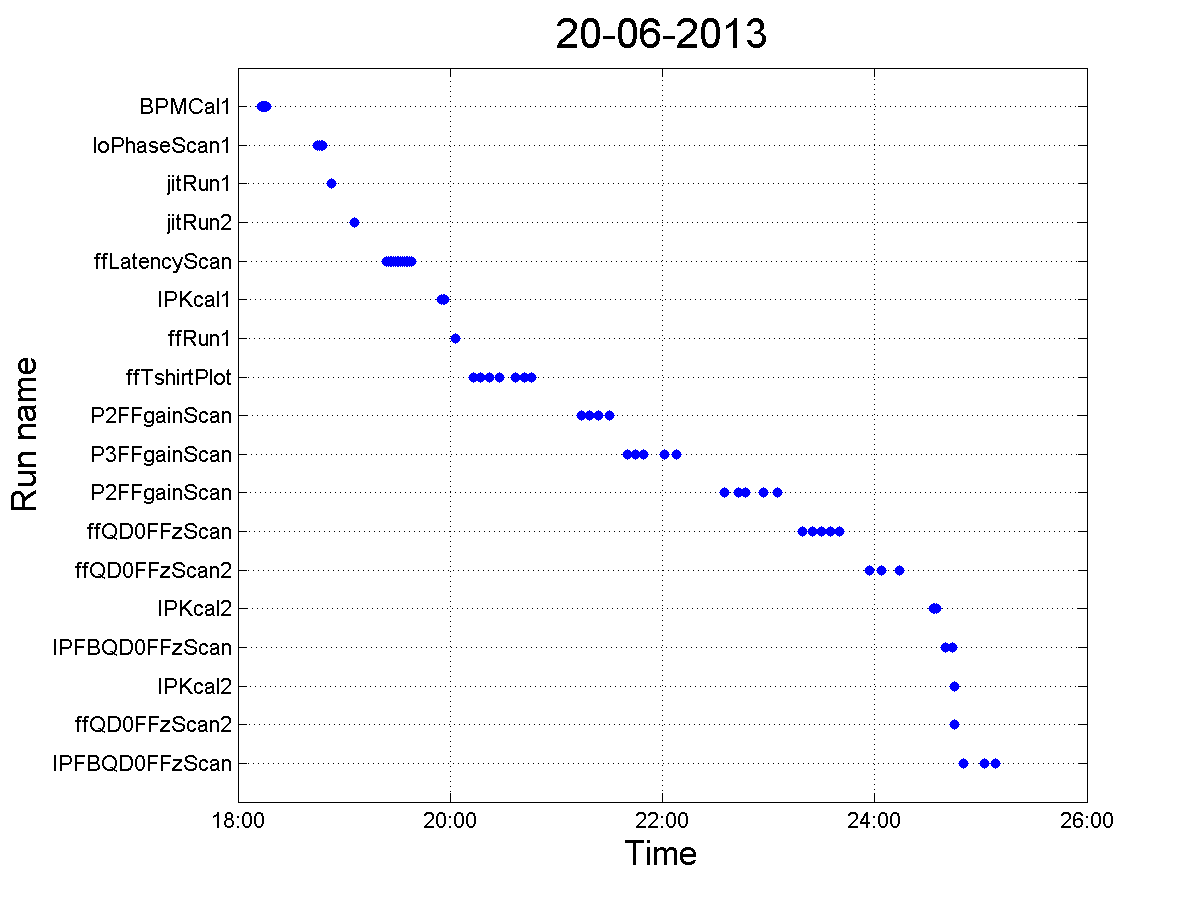 20-06-2013
BPMCal1
loPhaseScan1
jitRun1
jitRun2
ffLatencyScan
IPKcal1
ffRun1
ffTshirtPlot
P2FFgainScan
P3FFgainScan
P2FFgainScan
ffQD0FFzScan
ffQD0FFzScan2
IPKcal2
IPFBQD0FFzScan
IPKcal2
ffQD0FFzScan2
IPFBQD0FFzScan
Run name
18:00 20:00 22:00 24:00 26:00
Time